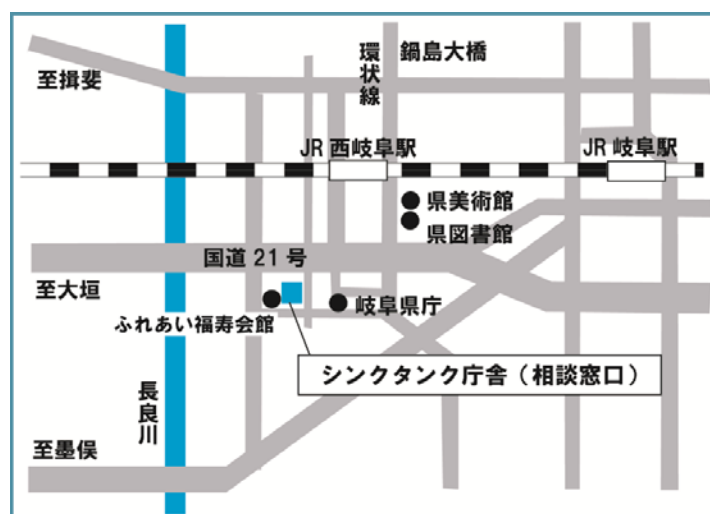 環状線
鍋島大橋
至揖斐
JR 西岐阜駅
JR 岐阜駅
県美術館
県図書館
国道 21 号
至大垣
岐阜県庁
ふれあい福寿会館
シンクタンク庁舎（相談窓口）
長良川
至墨俣